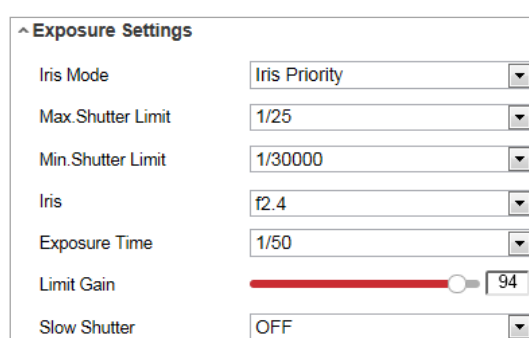 Exposure Settings
Iris Mode Iris Priority
Max.Shutter Limit 1/25
Min.Shutter Limit 1/30000
Iris f2.4
Exposure Time 1/50
Limit Gain 94
Slow Shutter OFF